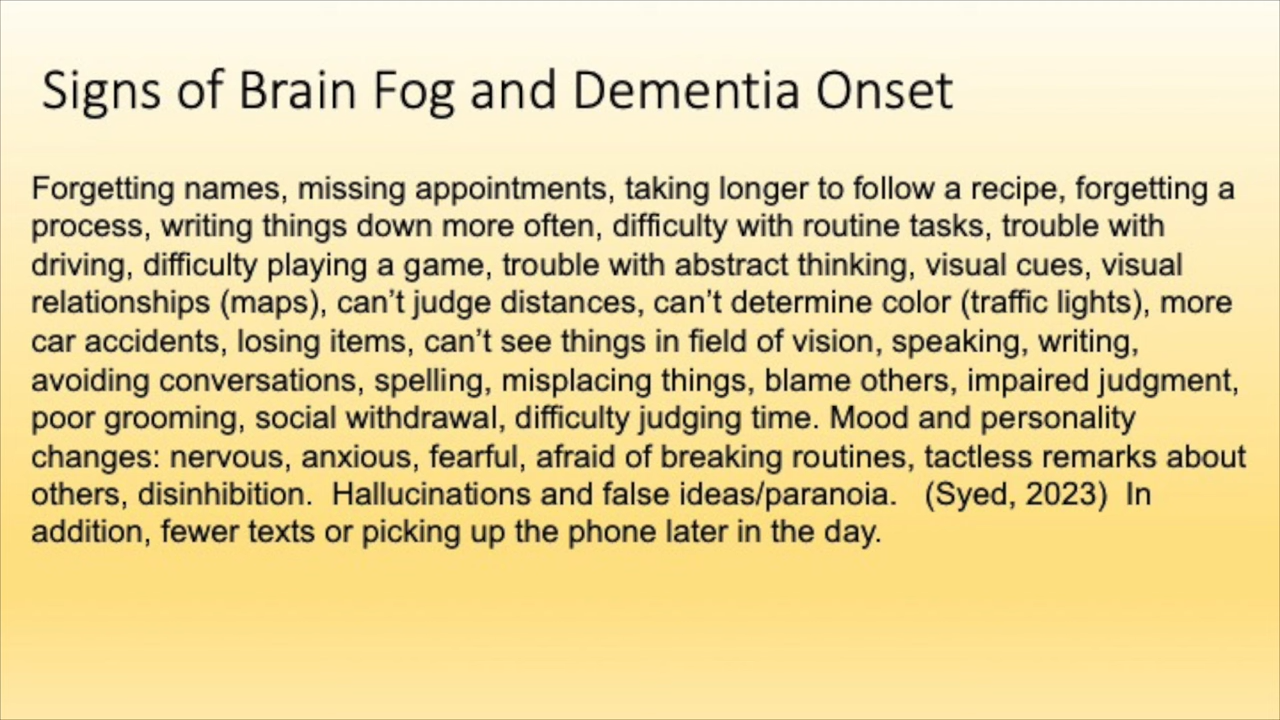 Signs of Brain Fog and Dementia Onset
Forgetting names, missing appointments, taking longer to follow a recipe, forgetting a
process, writing things down more often, difficulty with routine tasks, trouble with
driving, difficulty playing a game, trouble with abstract thinking, visual cues, visual
relationships (maps), can’t judge distances, can’t determine color (traffic lights), more
car accidents, losing items, can’t see things in field of vision, speaking, writing,
avoiding conversations, spelling, misplacing things, blame others, impaired judgment,
poor grooming, social withdrawal, difficulty judging time. Mood and personality
changes: nervous, anxious, fearful, afraid of breaking routines, tactless remarks about
others, disinhibition.  Hallucinations and false ideas/paranoia.   (Syed, 2023)  In
addition, fewer texts or picking up the phone later in the day.